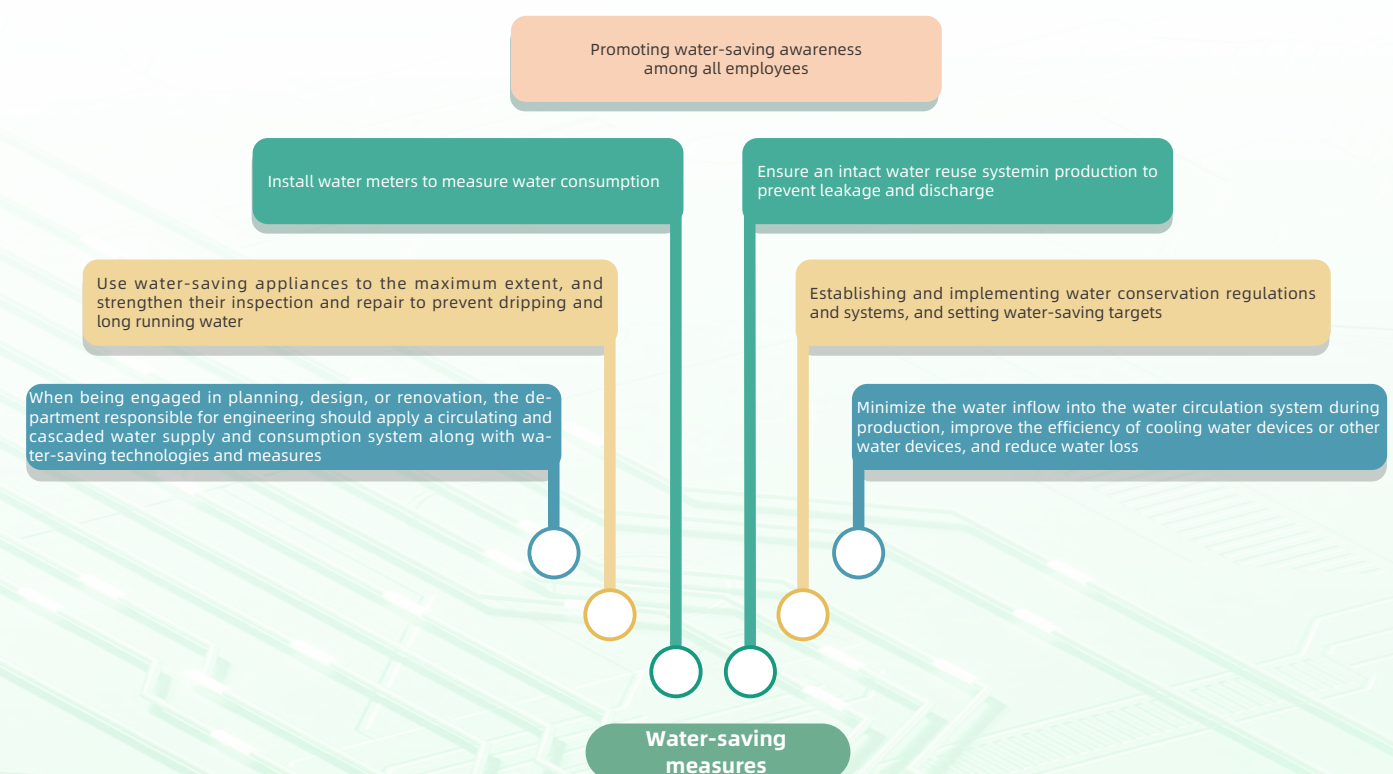 Promoting water-saving awareness
among all employees
Install water meters to measure water consumption
Ensure an intact water reuse systemin production to
prevent leakage and discharge
Use water-saving appliances to the maximum extent, and
strengthen their inspection and repair to prevent dripping and
long running water
Establishing and implementing water conservation regulations
and systems, and setting water-saving targets
When being engaged in planning, design, or renovation, the de-
partment responsible for engineering should apply a circulating and
cascaded water supply and consumption system along with wa-
ter-saving technologies and measures
Minimize the water inflow into the water circulation system during
production, improve the efficiency of cooling water devices or other
water devices, and reduce water loss
Water-saving
measures